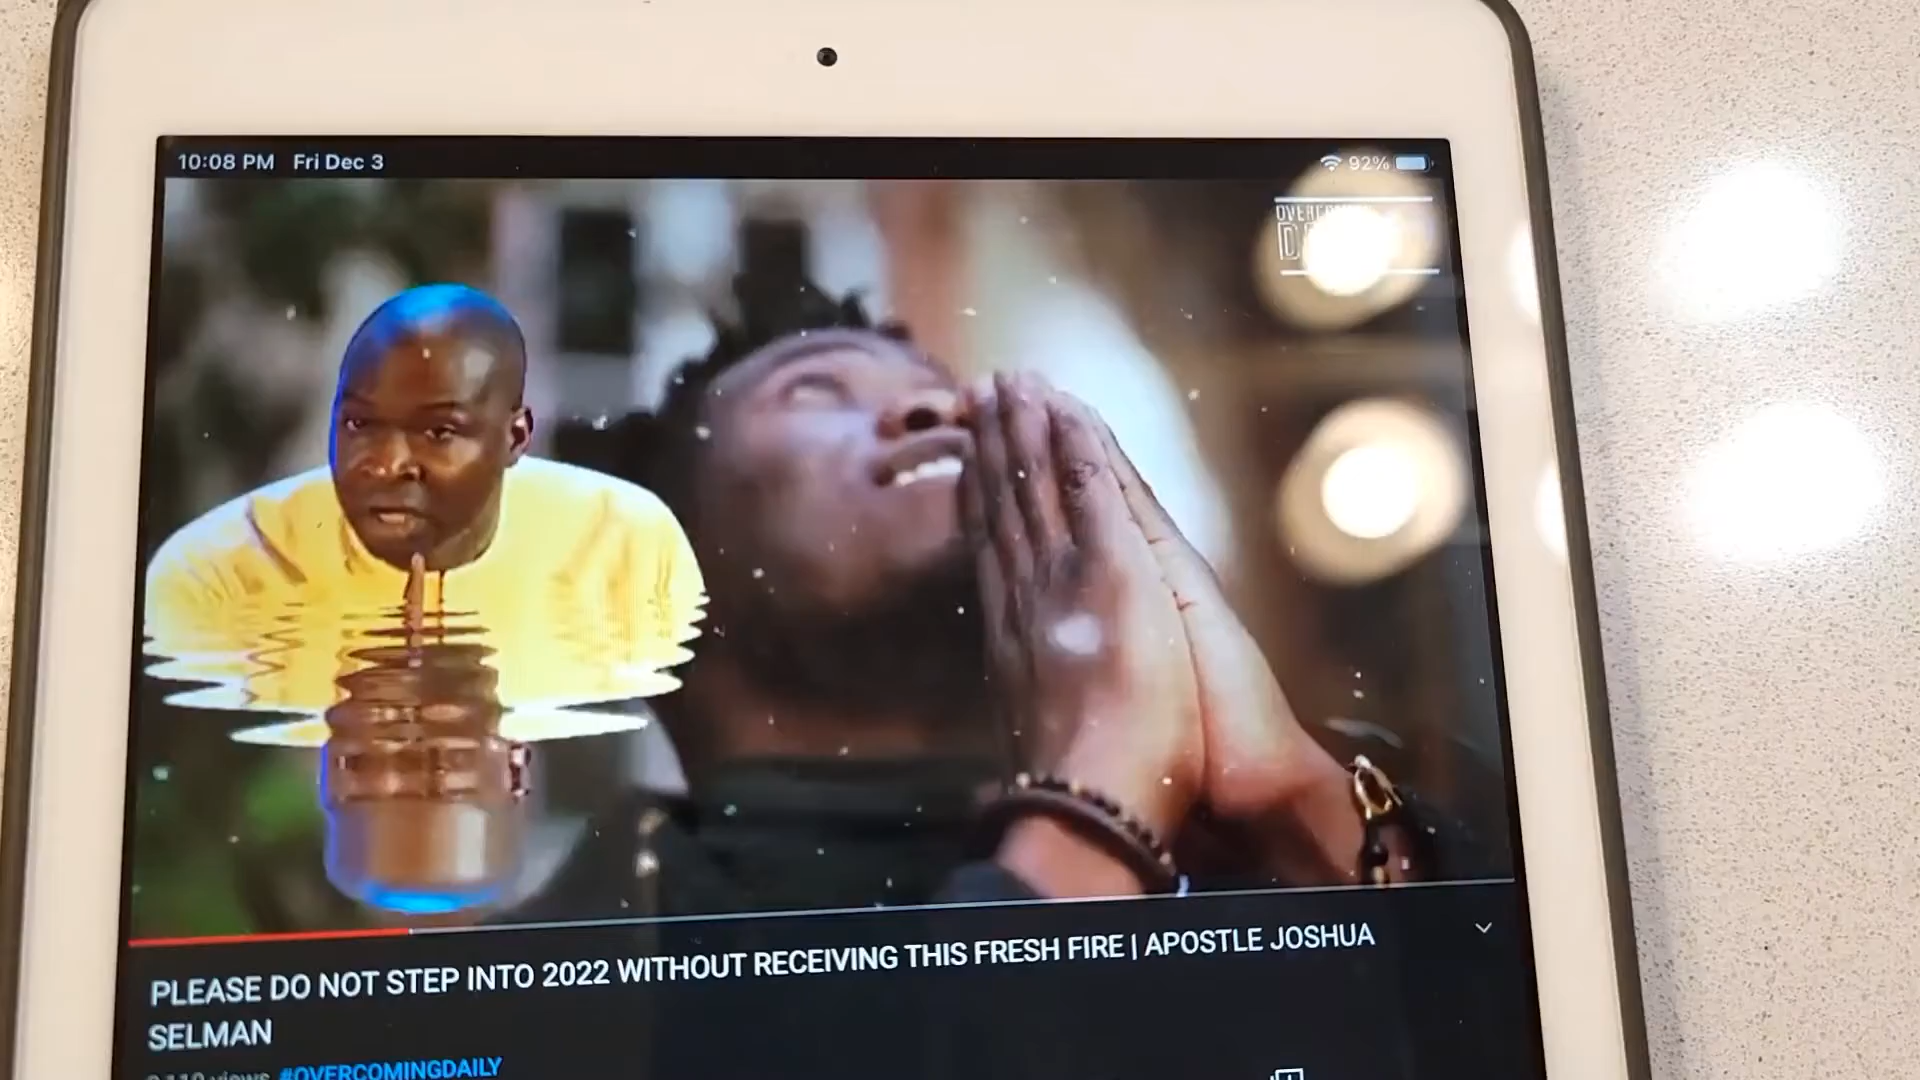 10:08 PM Fri Dec 3
92%
PLEASE DO NOT STEP INTO 2022 WITHOUT RECEIVING THIS FRESH FIRE | APOSTLE JOSHUA
SELMAN
views #OVERCOMINGDAILY